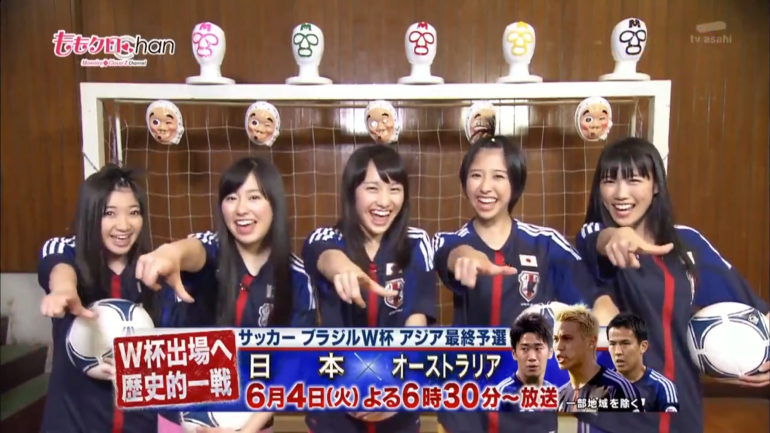 ももクロChan
Momoiro Clover Z Channel
tv asahi
W杯出場へ
歴史的一戦
サッカー ブラジルW杯 アジア最終予選
日本×オーストラリア
6月4日(火)よる6時30分〜放送
一部地域を除く